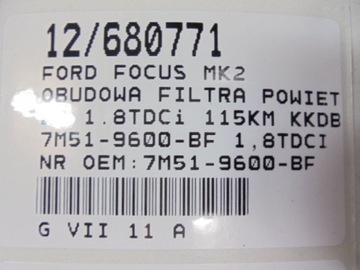 12/680771
FORD FOCUS MK2
OBUDOWA FILTRA POWIET
1.8TDCi 115KM KKDB
7M51-9600-BF 1,8TDCI
NR OEM:7M51-9600-BF
G VII 11 A